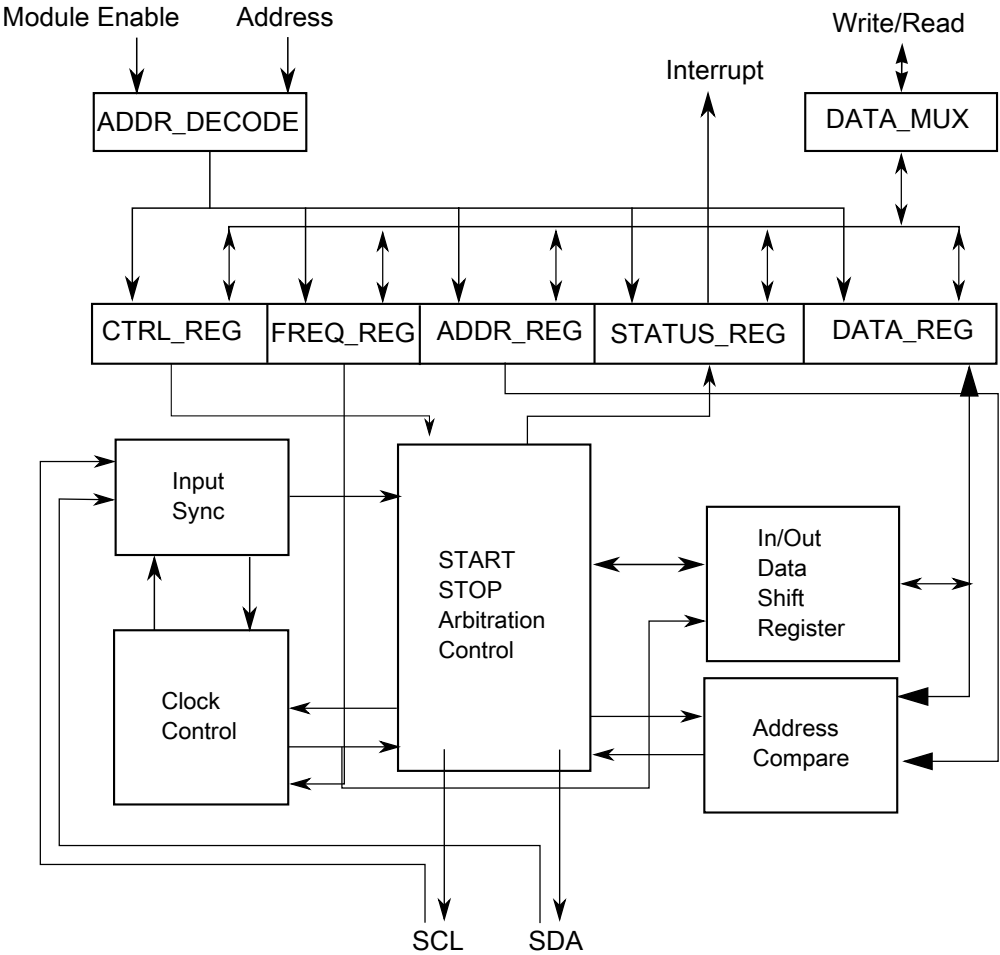 Module Enable
Address
Write/Read
Interrupt
ADDR_DECODE
DATA_MUX
CTRL_REG
FREQ_REG
ADDR_REG
STATUS_REG
DATA_REG
Input
Sync
START
STOP
Arbitration
Control
In/Out
Data
Shift
Register
Clock
Control
Address
Compare
SCL
SDA